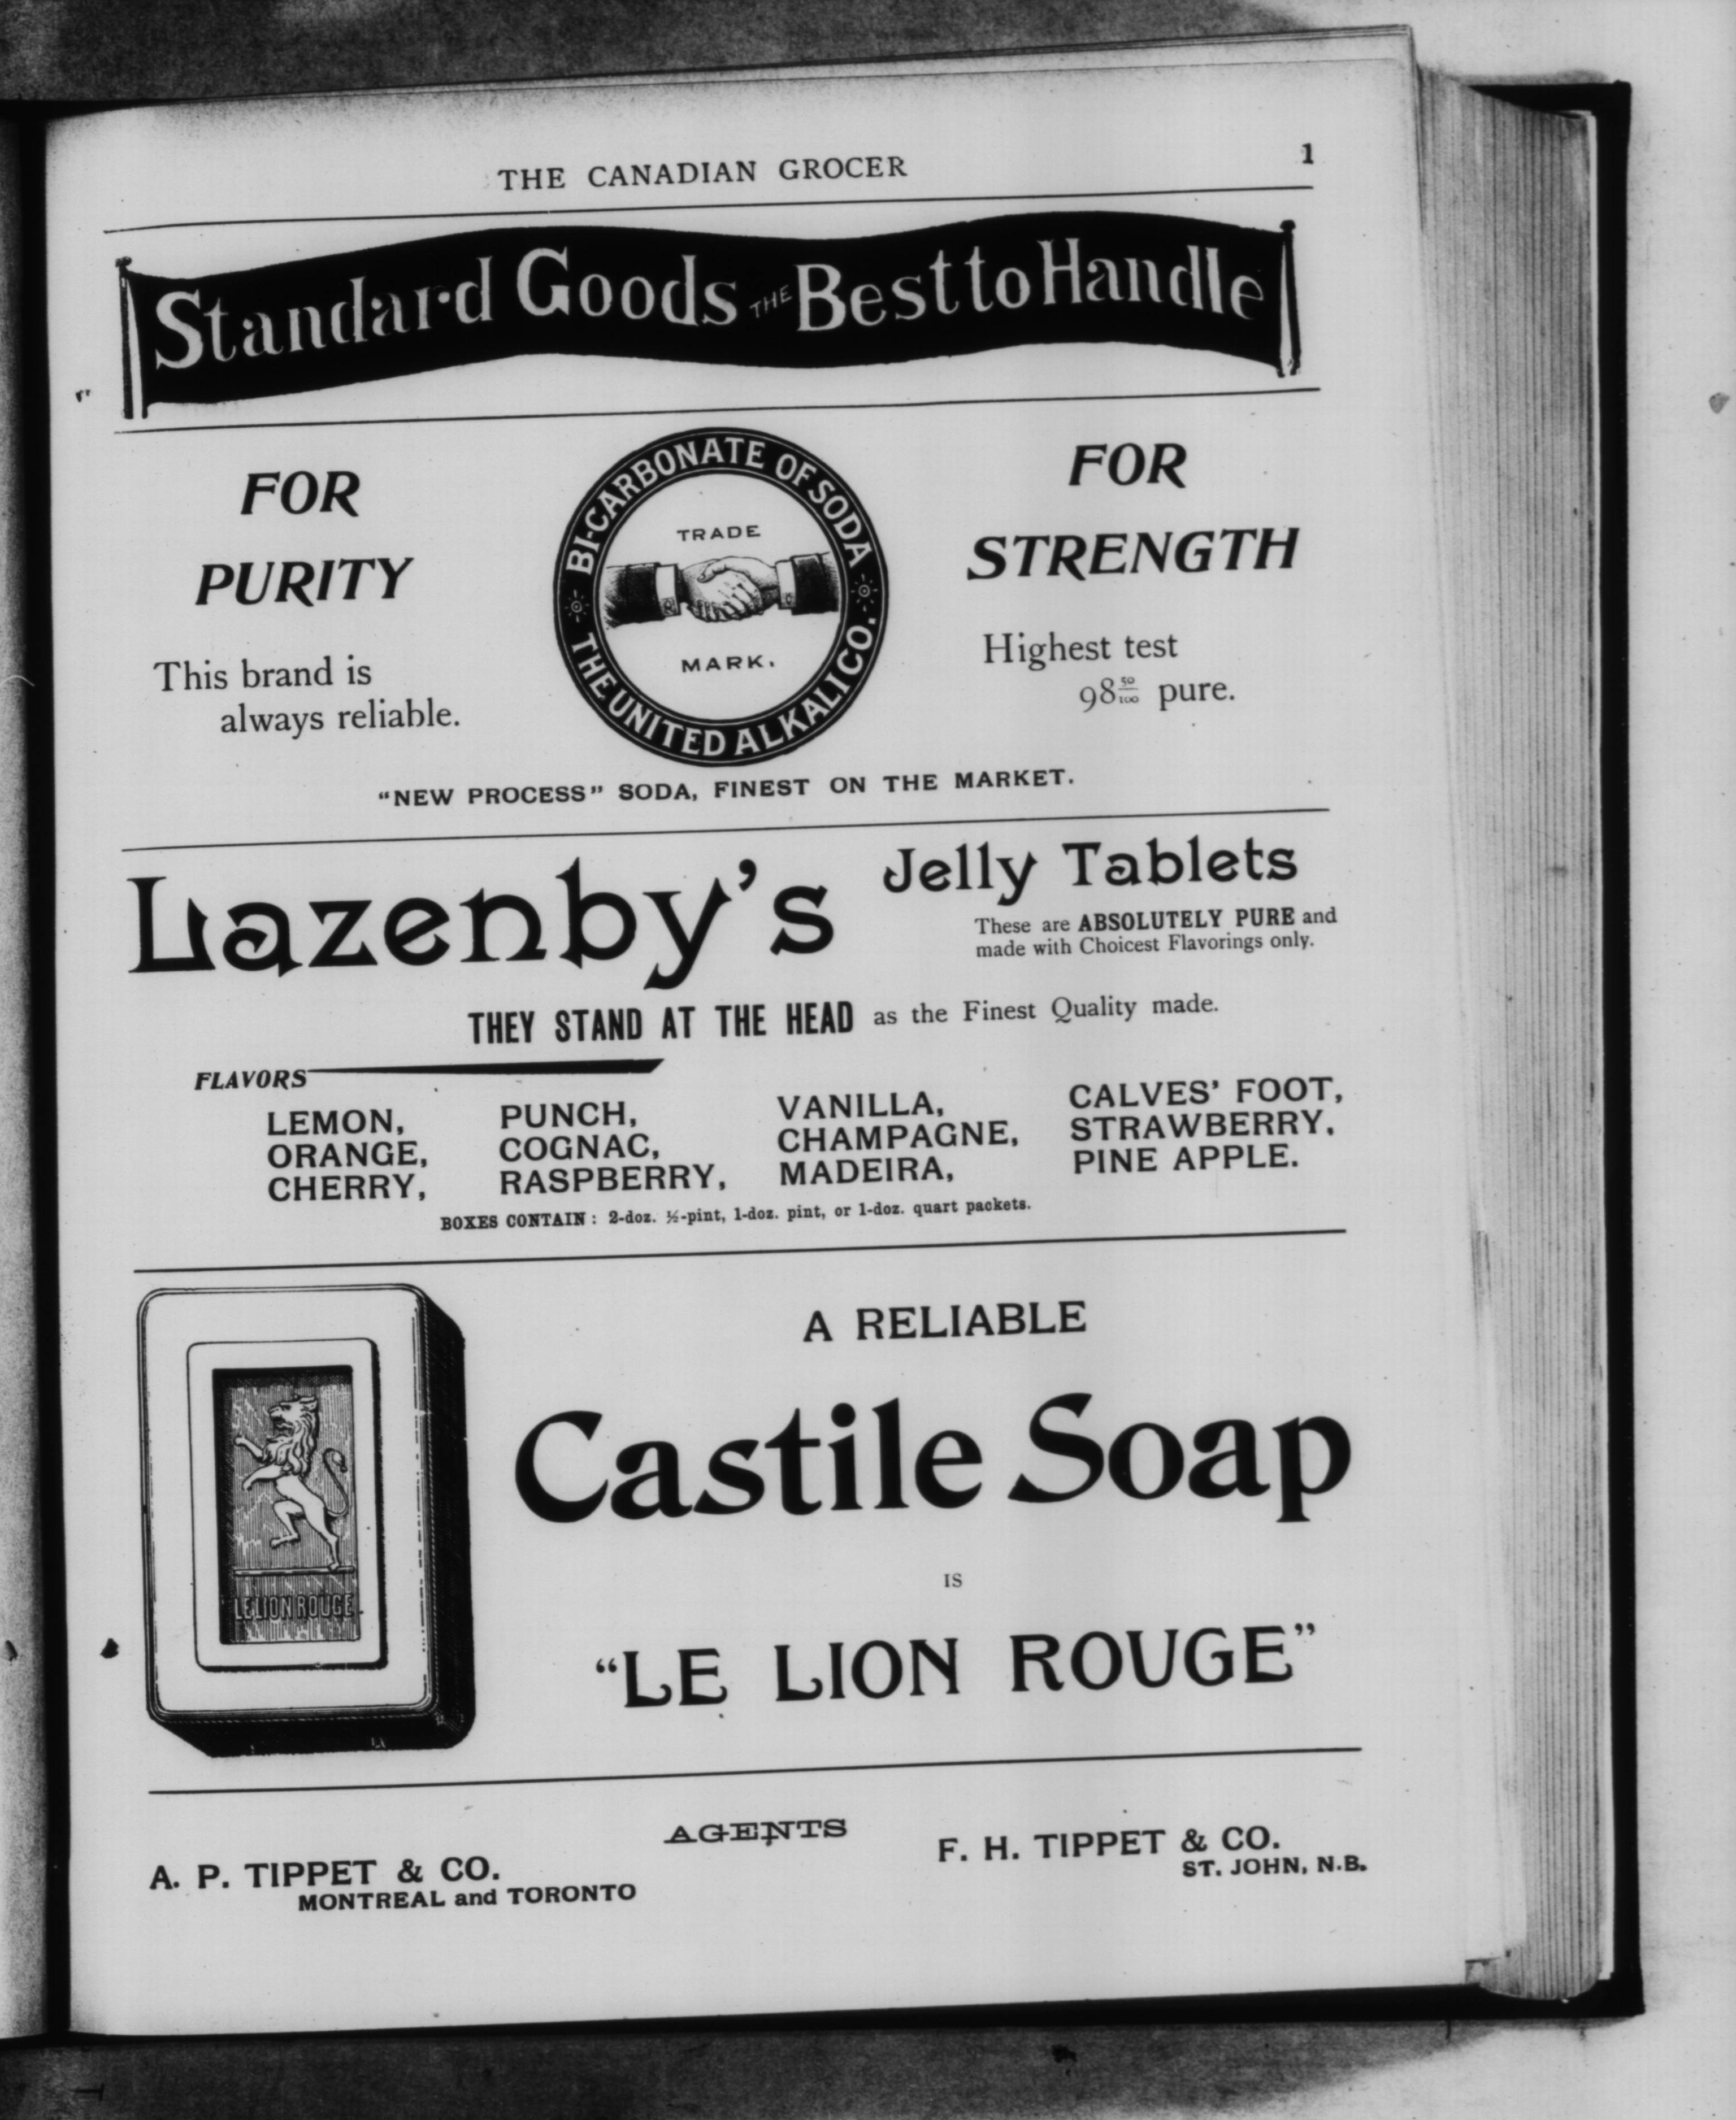 THE CANADIAN GROCER 1
Standard Goods THE Best to Handle
FOR
PURITY
This brand is
always reliable.
BI-CARBONATE OF SODA
TRADE
MARK.
THE UNITED ALKALI CO.
FOR
STRENGTH
Highest test
98 50/100 pure.
"NEW PROCESS" SODA, FINEST ON THE MARKET.
Lazenby's Jelly Tablets
These are ABSOLUTELY PURE and
made with Choicest Flavorings only.
THEY STAND AT THE HEAD as the Finest Quality made.
FLAVORS
LEMON, PUNCH, VANILLA, CALVES' FOOT,
ORANGE, COGNAC, CHAMPAGNE, STRAWBERRY,
CHERRY, RASPBERRY, MADEIRA, PINE APPLE.
BOXES CONTAIN: 2-doz. ½-pint, 1-doz. pint, or 1-doz. quart packets.
LE LION ROUGE
A RELIABLE
Castile Soap
IS
"LE LION ROUGE"
AGENTS
A. P. TIPPET & CO.
MONTREAL and TORONTO
F. H. TIPPET & CO.
ST. JOHN, N.B.